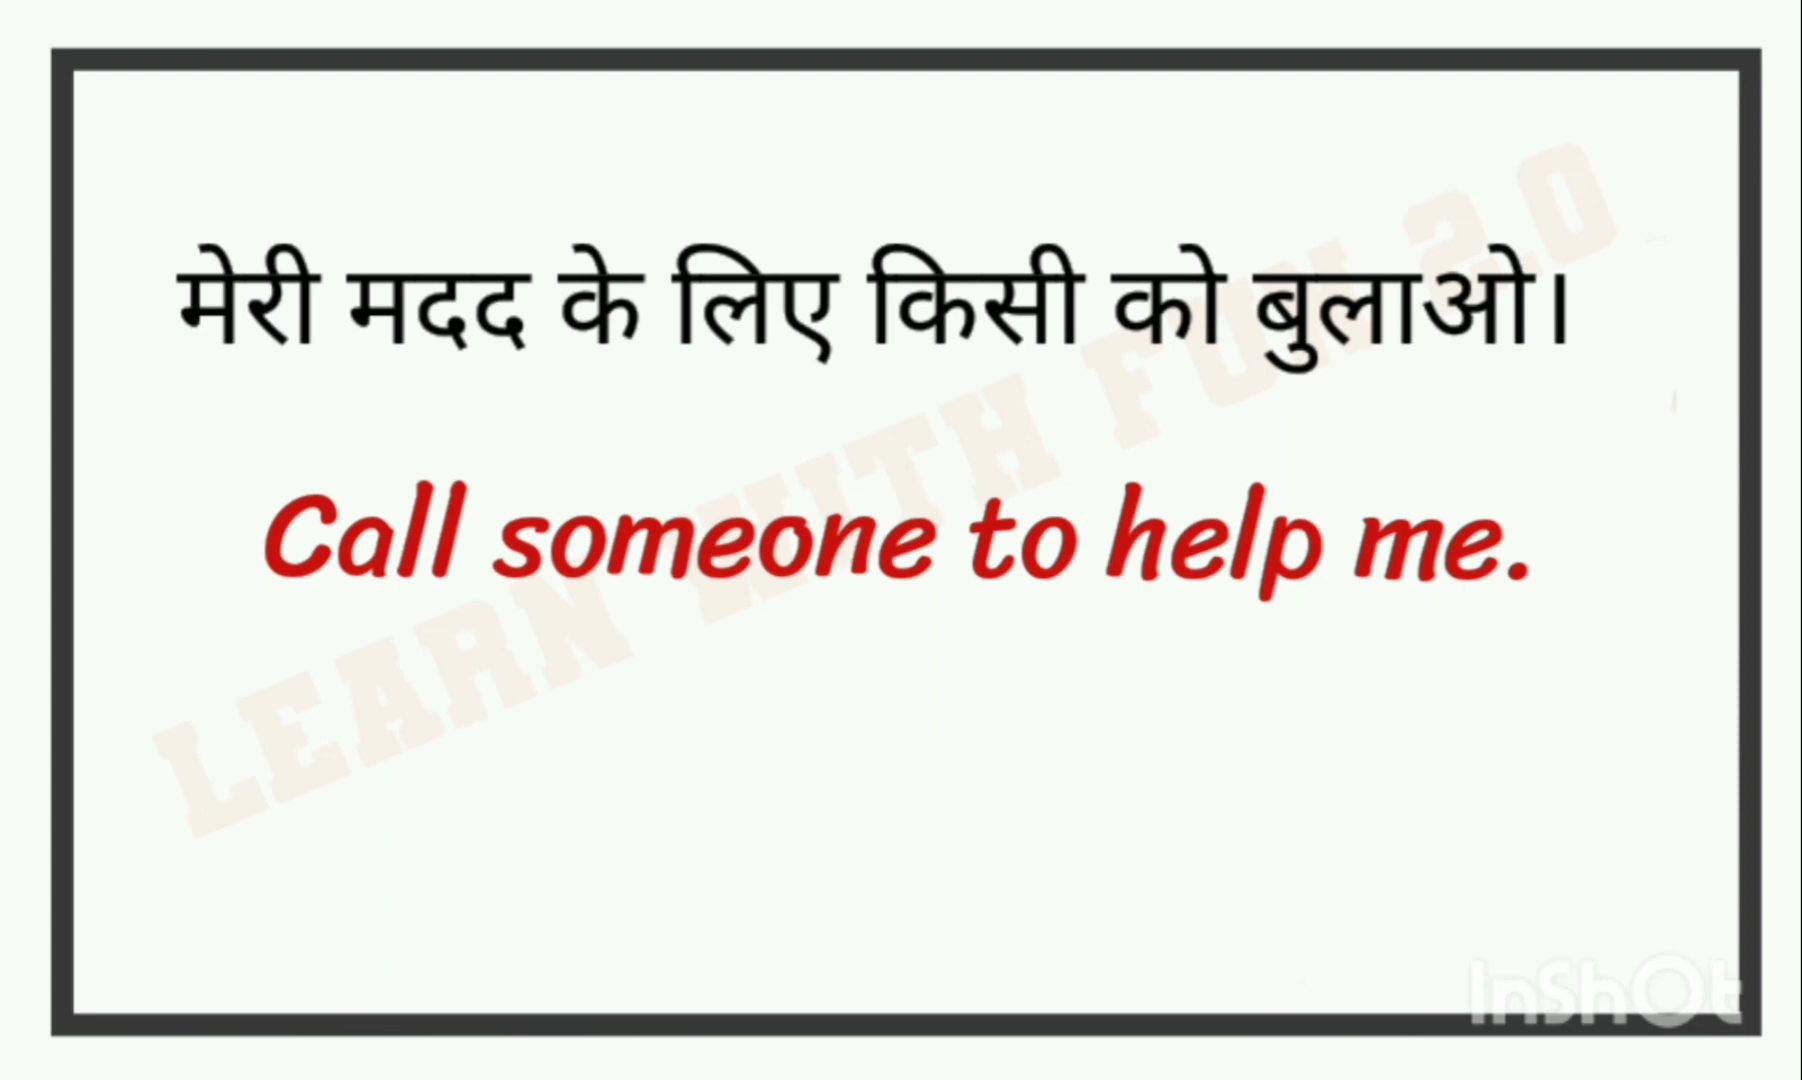 मेरी मदद के लिए किसी को बुलाओ।
Call someone to help me.
LEARN WITH FUN 2.0
InShOt